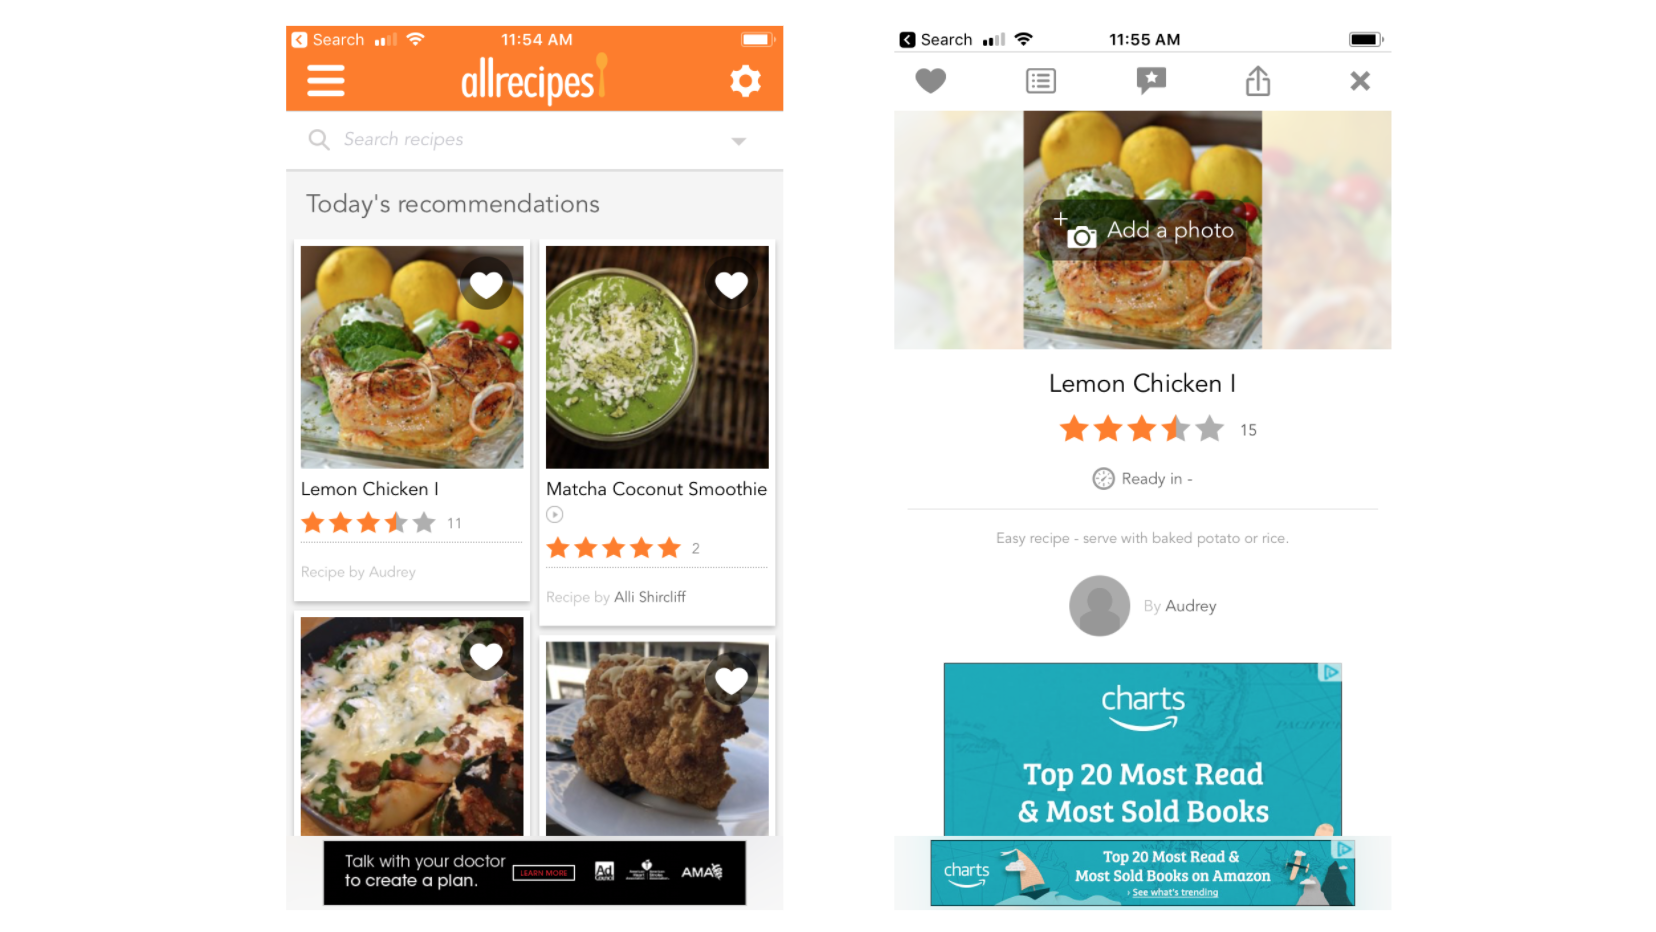 Search
11:54 AM
allrecipes
Search recipes
Today's recommendations
Lemon Chicken I
11
Recipe by Audrey
Matcha Coconut Smoothie
2
Recipe by Alli Shircliff
Talk with your doctor
to create a plan.
LEARN MORE
Ad
AMA
Search
11:55 AM
Add a photo
Lemon Chicken I
15
Ready in -
Easy recipe - serve with baked potato or rice.
By Audrey
charts
PACIFIC
Top 20 Most Read
& Most Sold Books
charts
Top 20 Most Read &
Most Sold Books on Amazon
› See what's trending